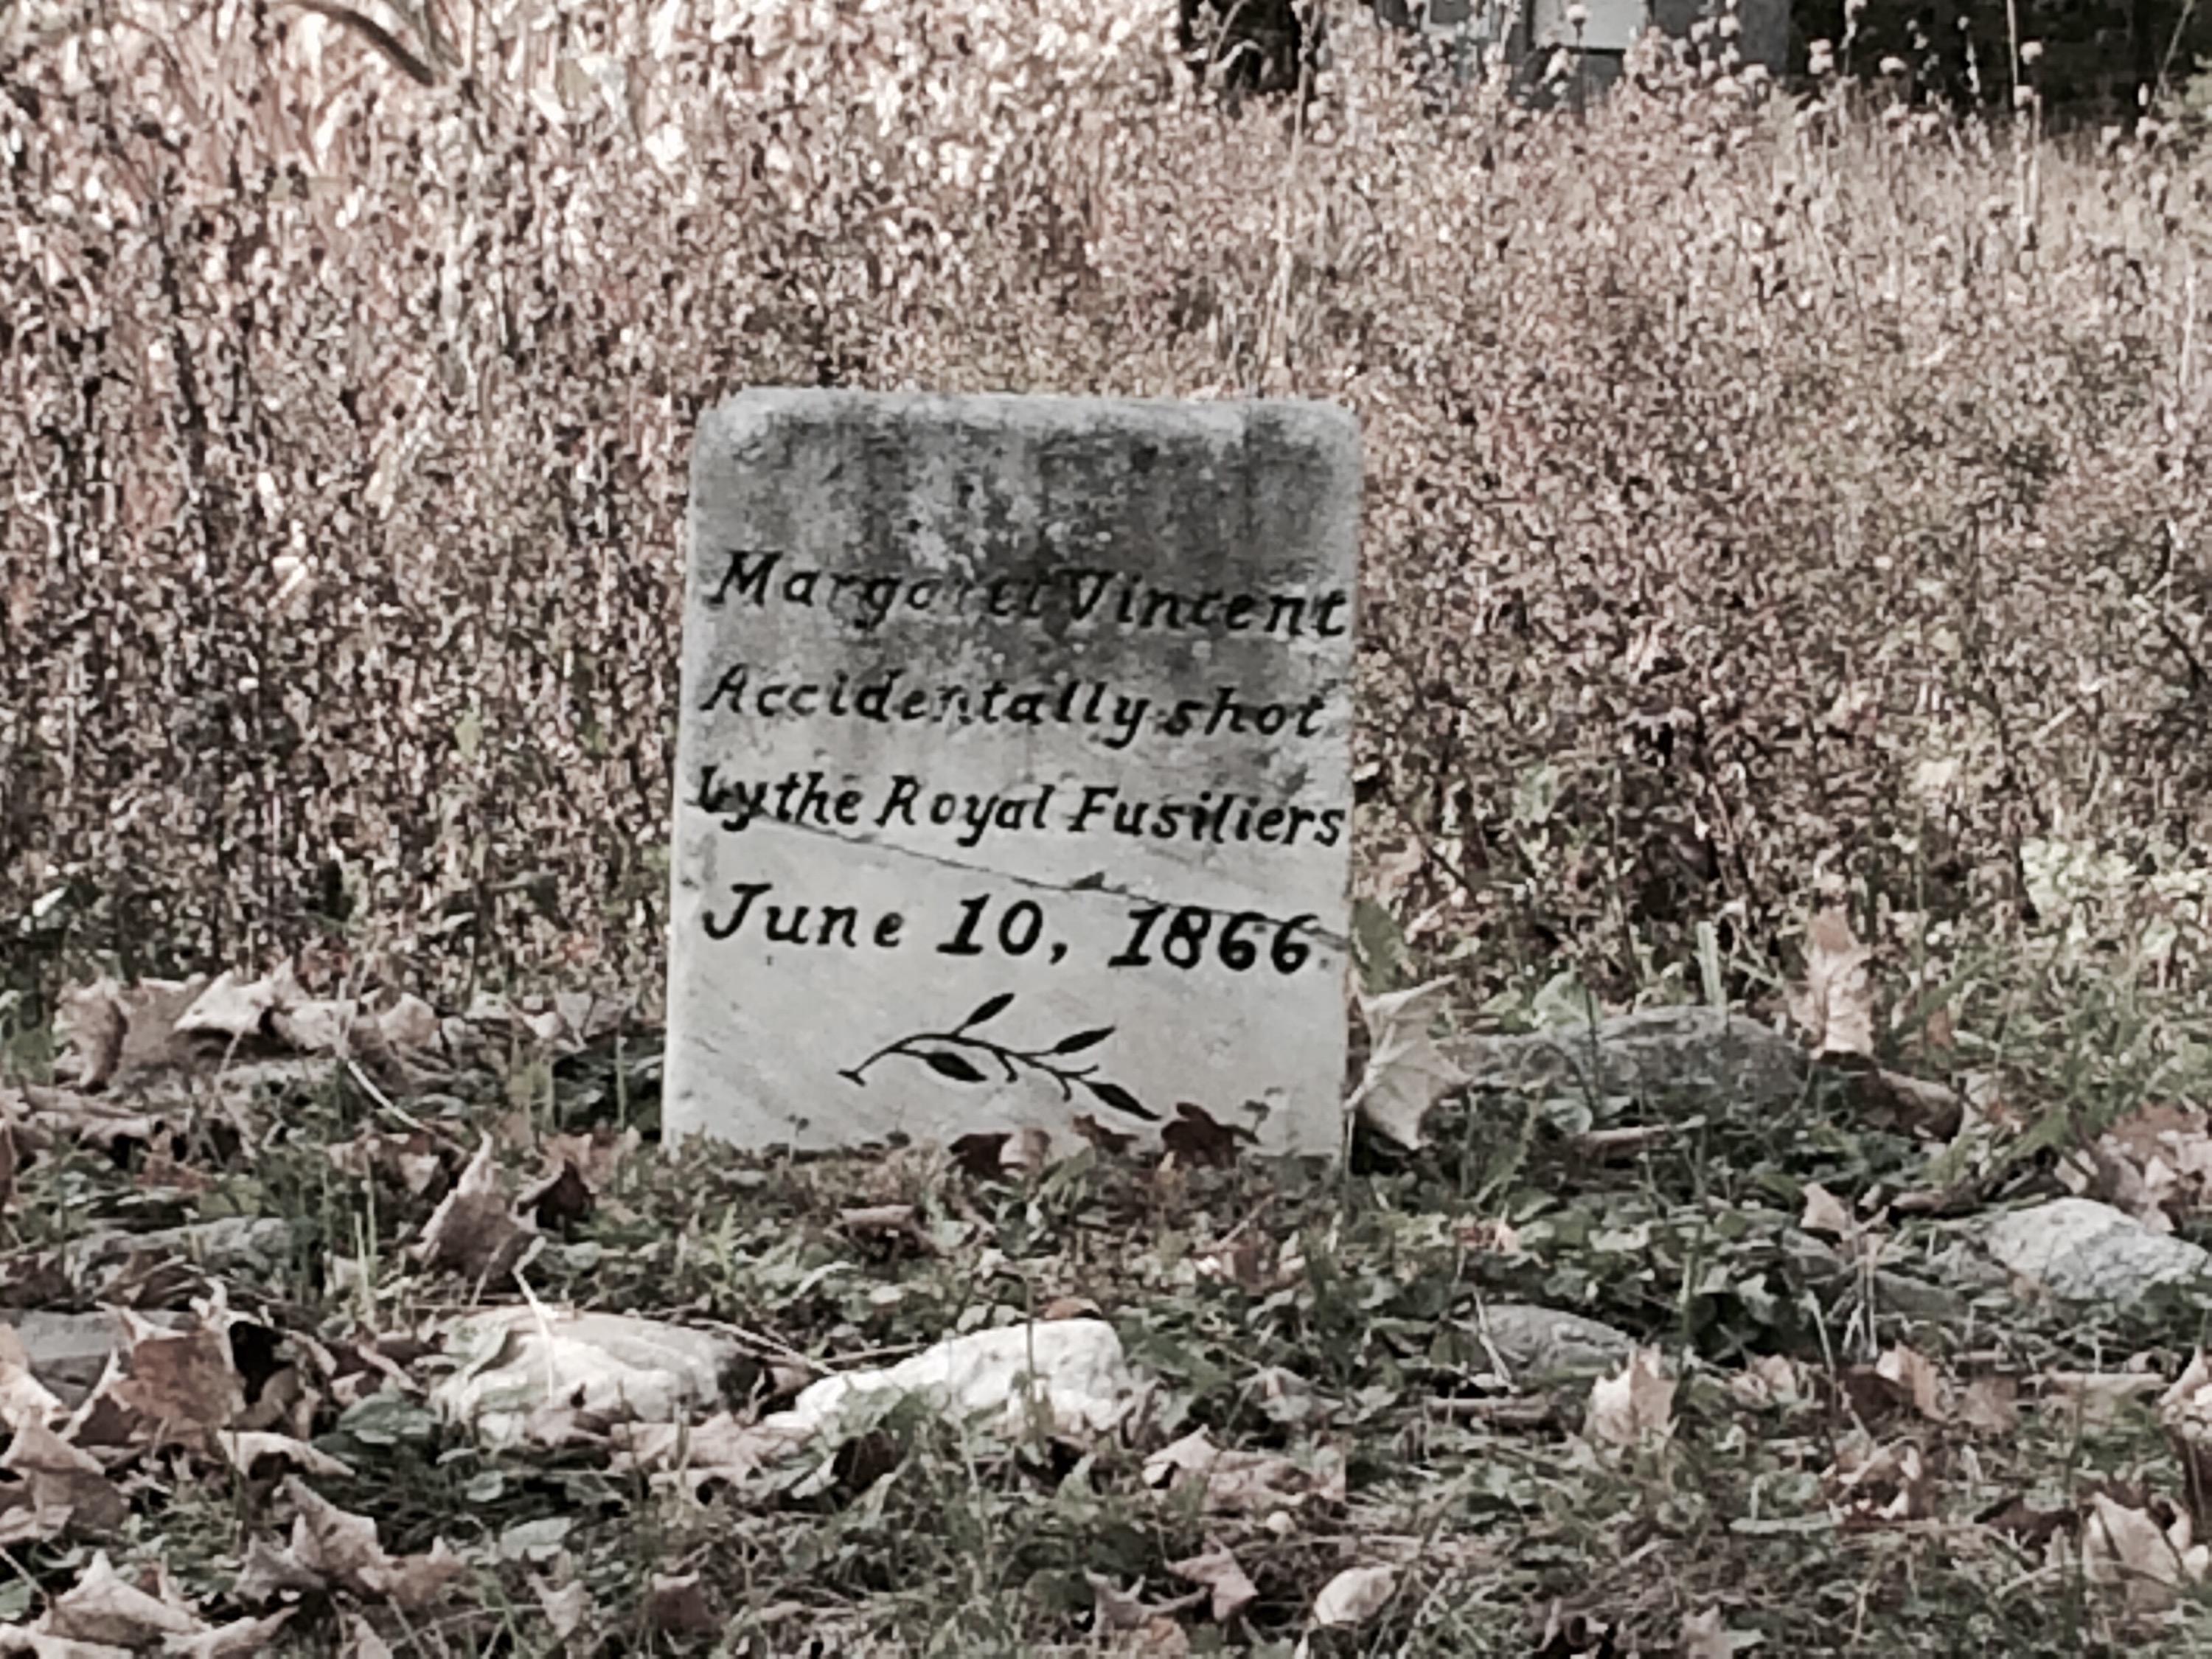 Margaret Vincent
Accidentally shot
by the Royal Fusiliers
June 10, 1866